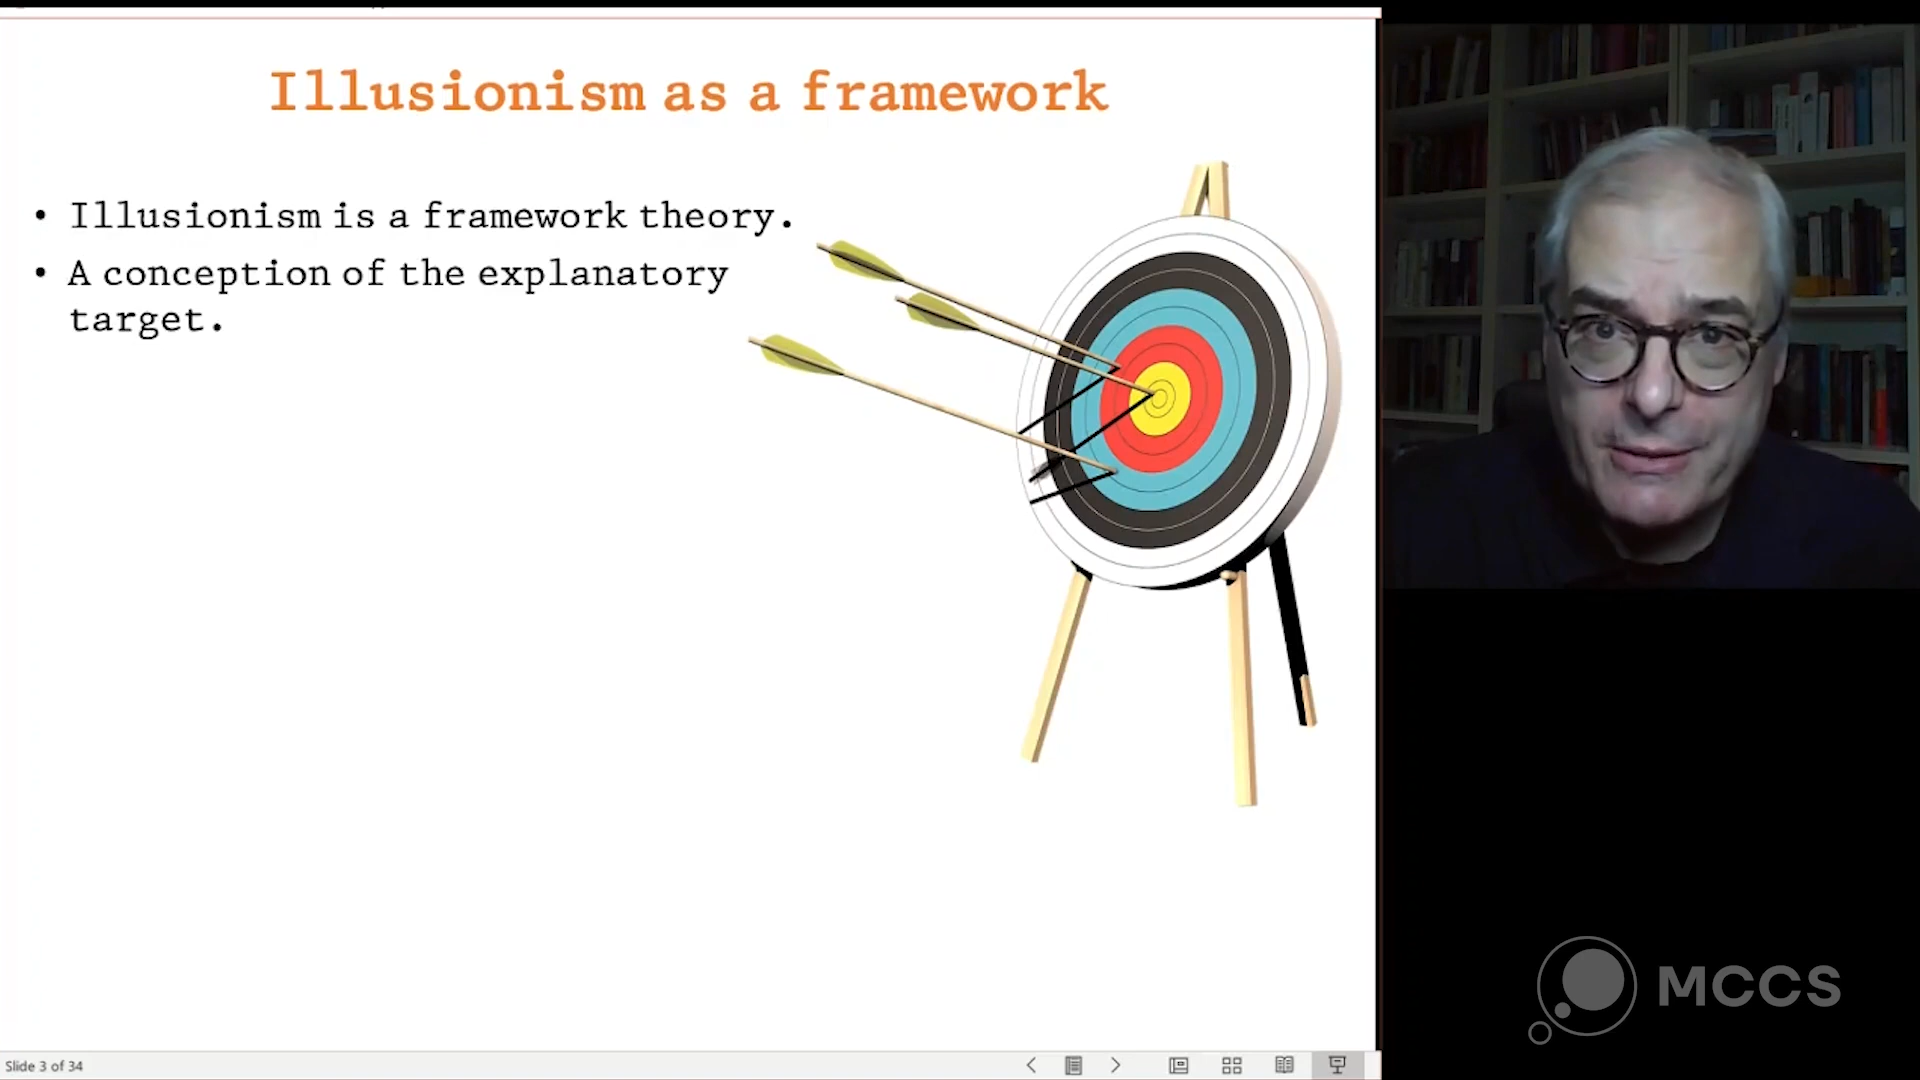 Illusionism as a framework
• Illusionism is a framework theory.
• A conception of the explanatory
target.
MCCS
Slide 3 of 34